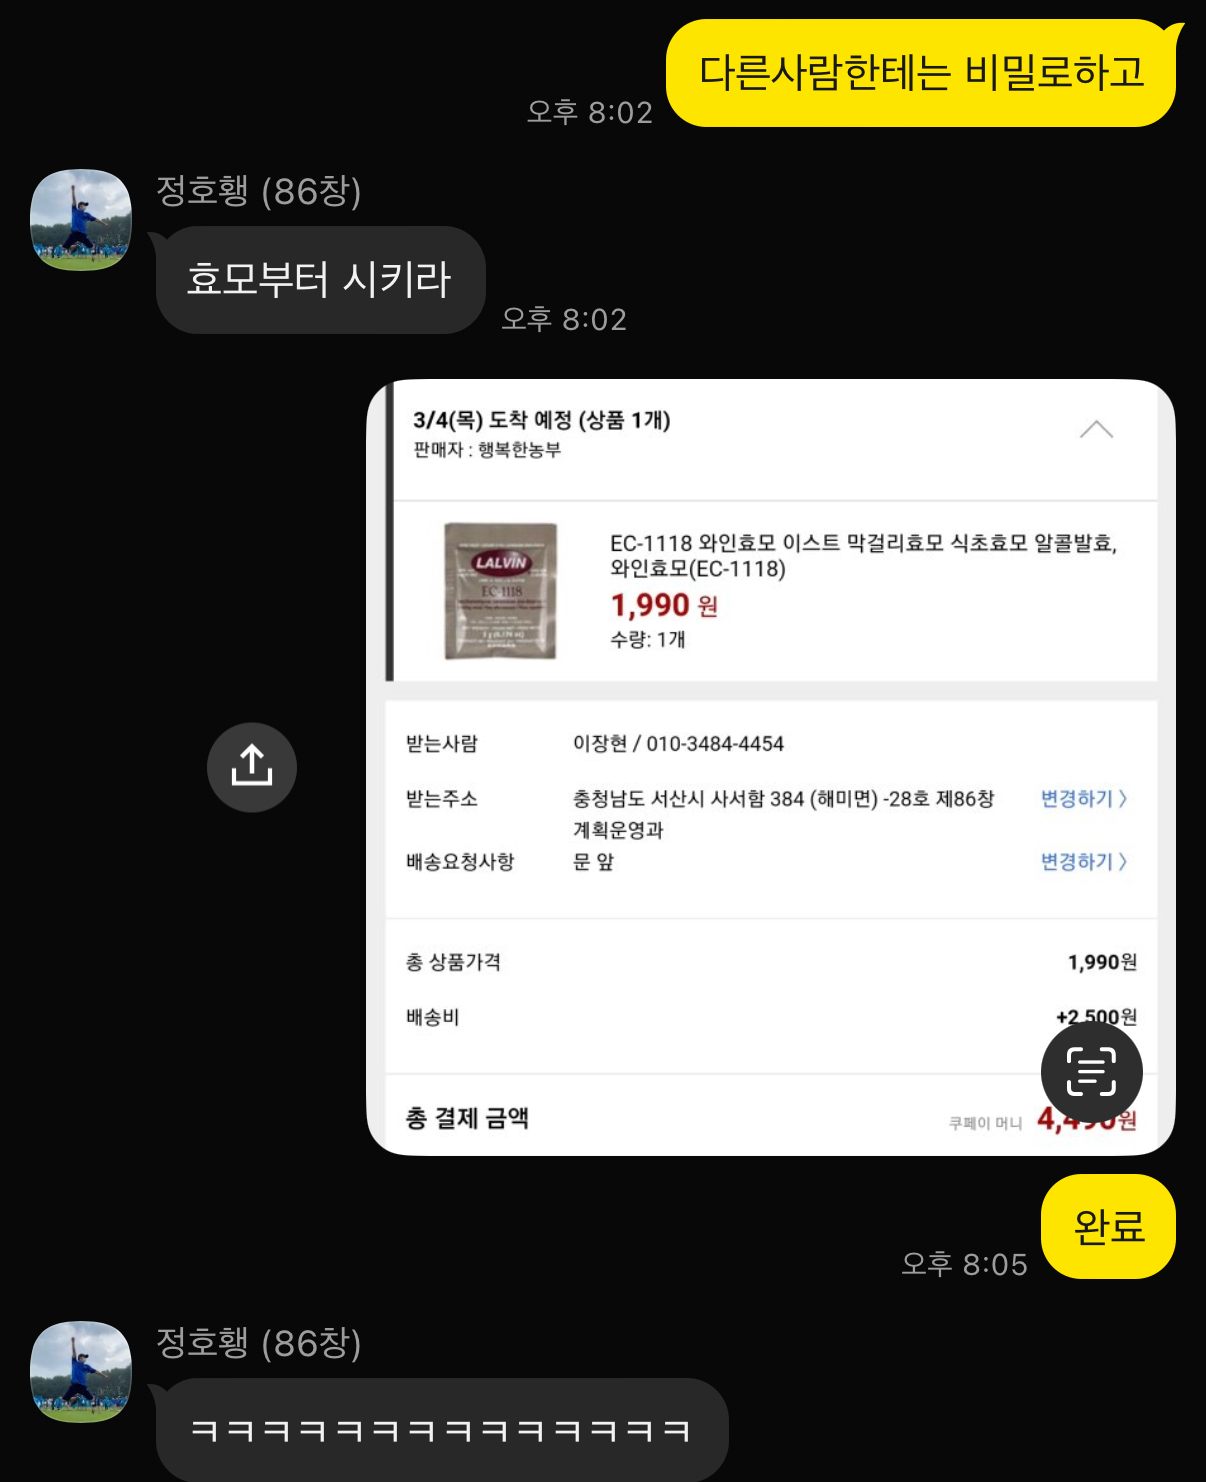 다른사람한테는 비밀로하고
오후 8:02
정호홵 (86창)
효모부터 시키라
오후 8:02
3/4(목) 도착 예정 (상품 1개)
판매자 : 행복한농부
LALVIN
EC-1118
EC-1118 와인효모 이스트 막걸리효모 식초효모 알콜발효,
와인효모(EC-1118)
1,990 원
수량: 1개
받는사람 이장현 / 010-3484-4454
받는주소 충청남도 서산시 사서함 384 (해미면) -28호 제86창 변경하기 〉
계획운영과
배송요청사항 문 앞 변경하기 〉
총 상품가격 1,990원
배송비 +2,500원
총 결제 금액 쿠페이 머니 4,490원
완료
오후 8:05
정호홵 (86창)
ㅋㅋㅋㅋㅋㅋㅋㅋㅋㅋㅋㅋㅋㅋ